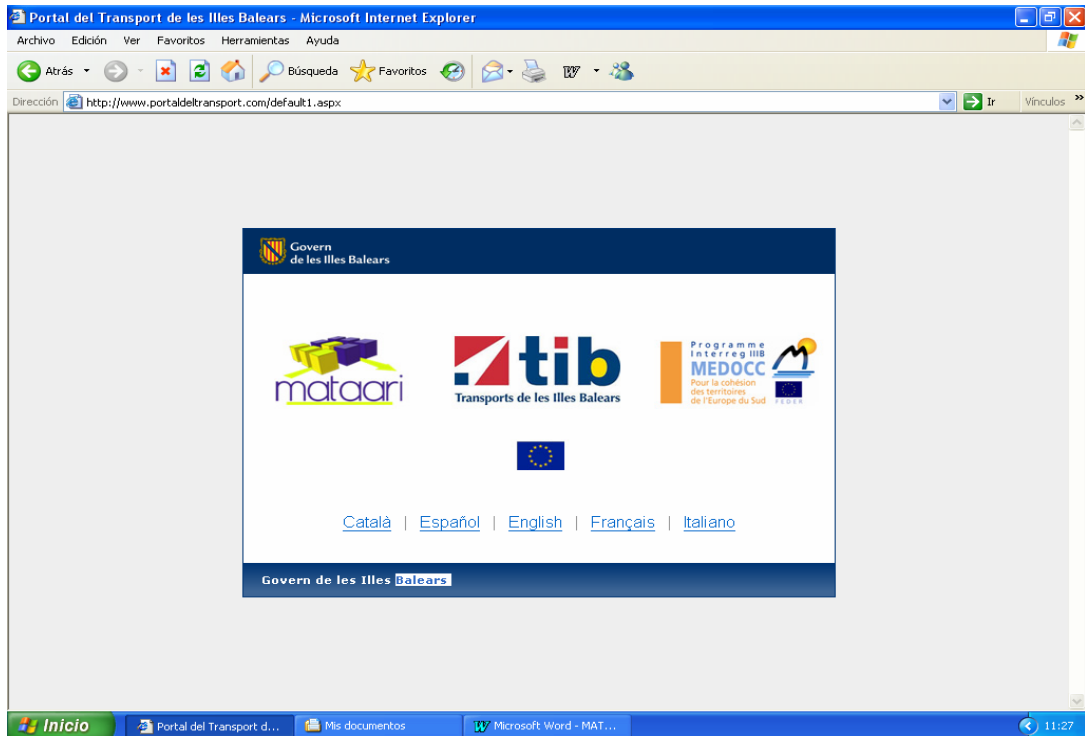 Portal del Transport de les Illes Balears - Microsoft Internet Explorer
Archivo Edición Ver Favoritos Herramientas Ayuda
Atrás Búsqueda Favoritos
Dirección http://www.portaldeltransport.com/default1.aspx Ir Vínculos »
Govern
de les Illes Balears
mataari
tib
Transports de les Illes Balears
Programme
Interreg IIIB
MEDOCC
Pour la cohésion
des territoires
de l'Europe du Sud
FEDER
Català | Español | English | Français | Italiano
Govern de les Illes Balears
Inicio Portal del Transport d... Mis documentos Microsoft Word - MAT... 11:27